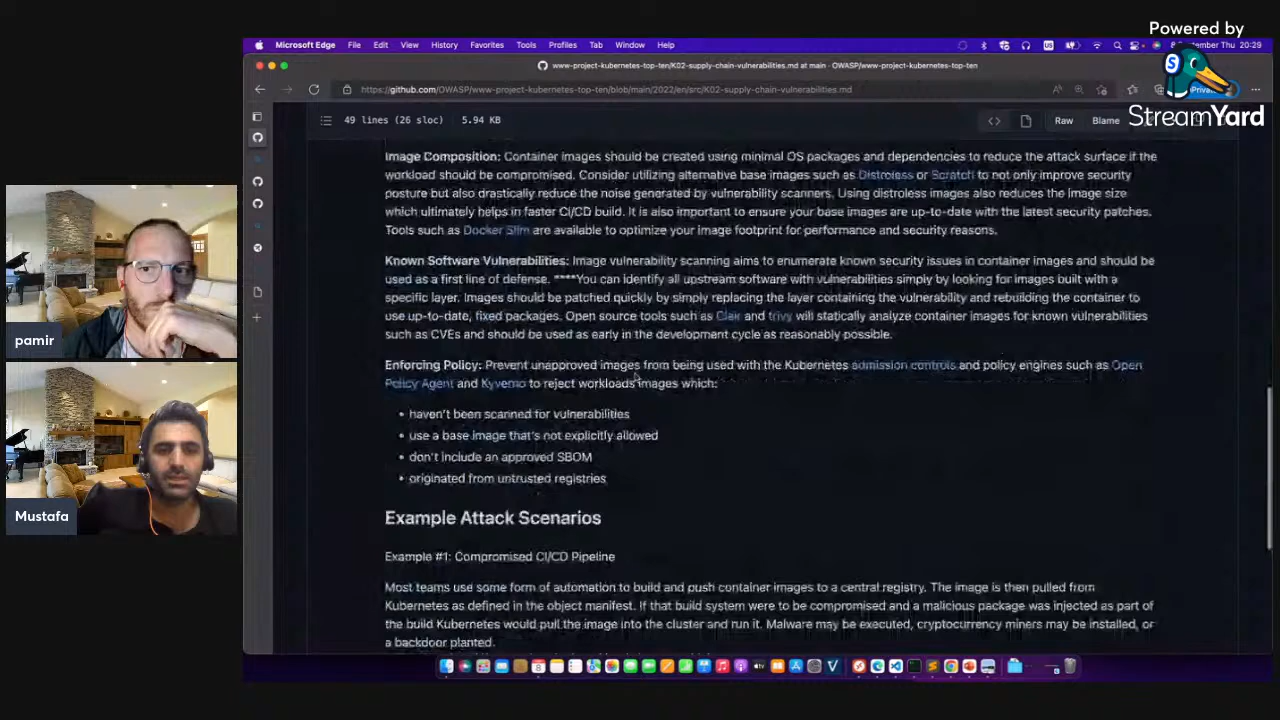 Powered by
StreamYard
Microsoft Edge File Edit View History Favorites Tools Profiles Tab Window Help
Thu 20:29
www-project-kubernetes-top-ten/K02-supply-chain-vulnerabilities.md at main · OWASP/www-project-kubernetes-top-ten
https://github.com/OWASP/www-project-kubernetes-top-ten/blob/main/2022/en/src/K02-supply-chain-vulnerabilities.md
49 lines (26 sloc) 5.94 KB
Raw Blame
Image Composition: Container images should be created using minimal OS packages and dependencies to reduce the attack surface if the
workload should be compromised. Consider utilizing alternative base images such as Distroless or Scratch to not only improve security
posture but also drastically reduce the noise generated by vulnerability scanners. Using distroless images also reduces the image size
which ultimately helps in faster CI/CD build. It is also important to ensure your base images are up-to-date with the latest security patches.
Tools such as Docker Slim are available to optimize your image footprint for performance and security reasons.
Known Software Vulnerabilities: Image vulnerability scanning aims to enumerate known security issues in container images and should be
used as a first line of defense. ****You can identify all upstream software with vulnerabilities simply by looking for images built with a
specific layer. Images should be patched quickly by simply replacing the layer containing the vulnerability and rebuilding the container to
use up-to-date, fixed packages. Open source tools such as Clair and trivy will statically analyze container images for known vulnerabilities
such as CVEs and should be used as early in the development cycle as reasonably possible.
Enforcing Policy: Prevent unapproved images from being used with the Kubernetes admission controls and policy engines such as Open
Policy Agent and Kyverno to reject workloads images which:
• haven't been scanned for vulnerabilities
• use a base image that's not explicitly allowed
• don't include an approved SBOM
• originated from untrusted registries
Example Attack Scenarios
Example #1: Compromised CI/CD Pipeline
Most teams use some form of automation to build and push container images to a central registry. The image is then pulled from
Kubernetes as defined in the object manifest. If that build system were to be compromised and a malicious package was injected as part of
the build Kubernetes would pull the image into the cluster and run it. Malware may be executed, cryptocurrency miners may be installed, or
a backdoor planted.
pamir
Mustafa